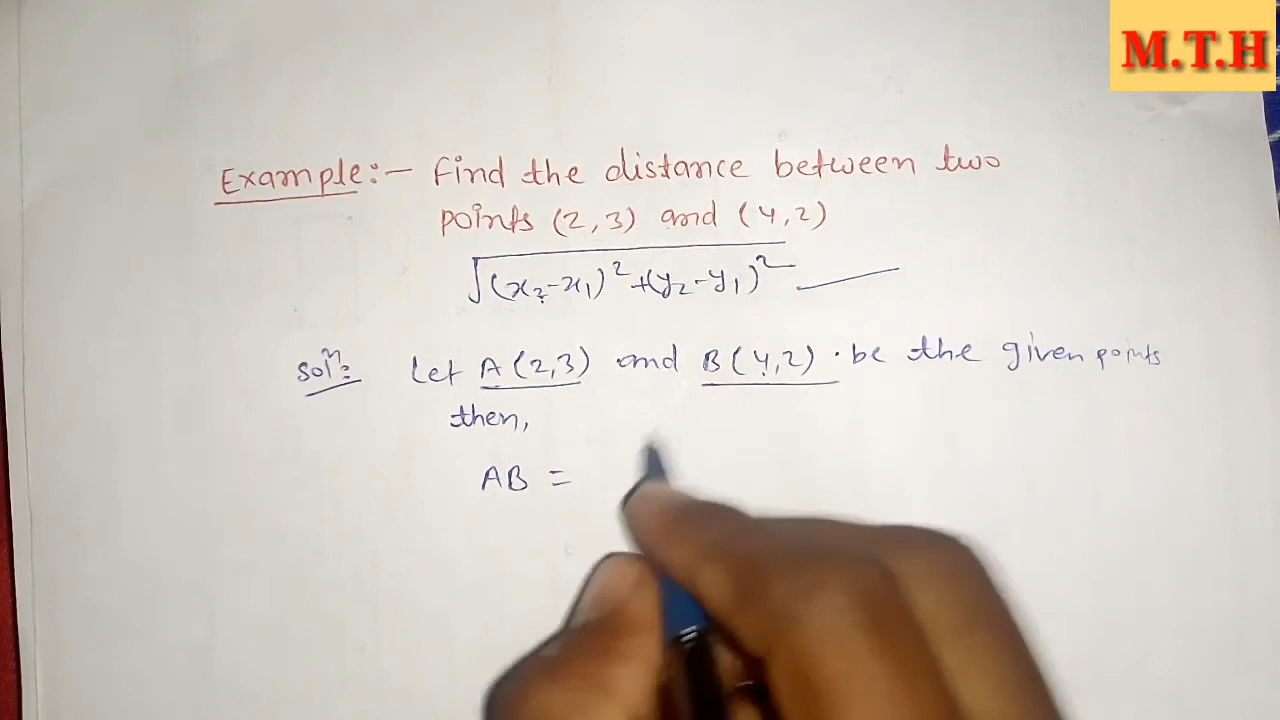 M.T.H
Example:- Find the distance between two
points (2,3) and (4,2)
√(x₂-x₁)²+(y₂-y₁)²
Solⁿ: Let A(2,3) and B(4,2). be the given points
then,
AB =